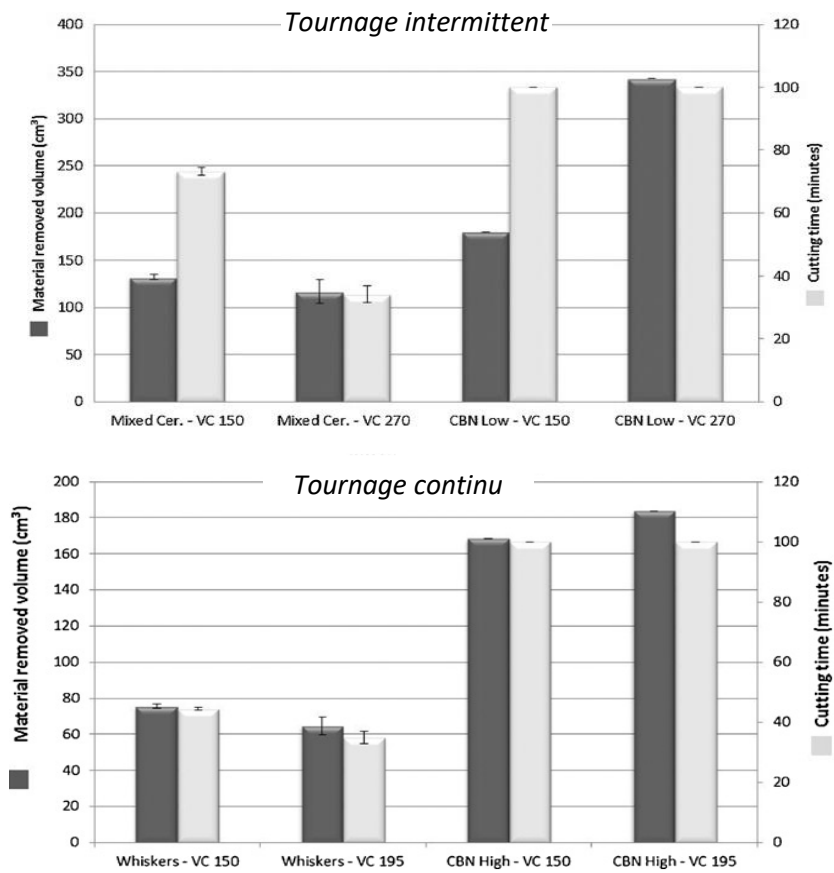 Tournage intermittent
Material removed volume (cm³)
400
350
300
250
200
150
100
50
0
120
100
80
60
40
20
0
Cutting time (minutes)
Mixed Cer. - VC 150
Mixed Cer. - VC 270
CBN Low - VC 150
CBN Low - VC 270
Tournage continu
Material removed volume (cm³)
200
180
160
140
120
100
80
60
40
20
0
120
100
80
60
40
20
0
Cutting time (minutes)
Whiskers - VC 150
Whiskers - VC 195
CBN High - VC 150
CBN High - VC 195